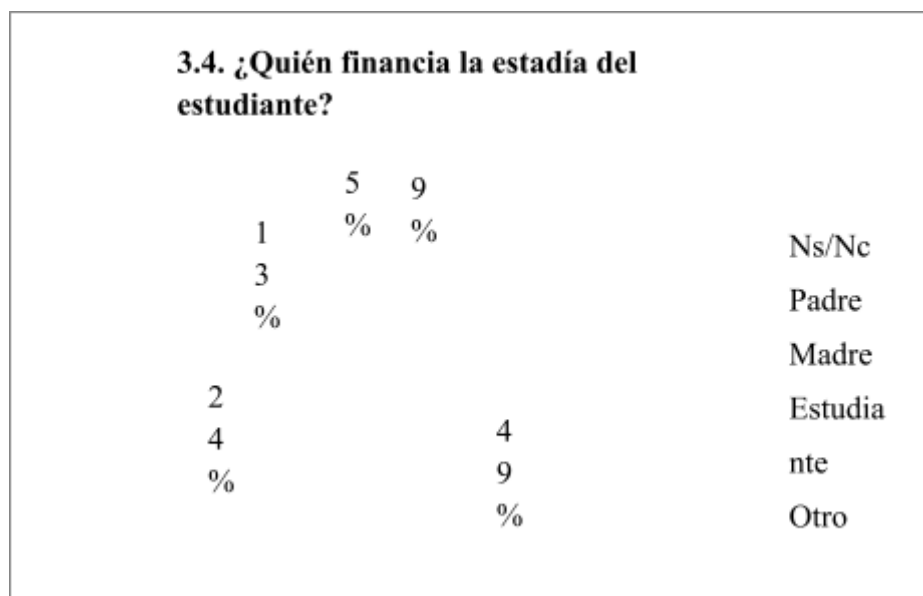 3.4. ¿Quién financia la estadía del
estudiante?
5
%
9
%
1
3
%
2
4
%
4
9
%
Ns/Nc
Padre
Madre
Estudia
nte
Otro